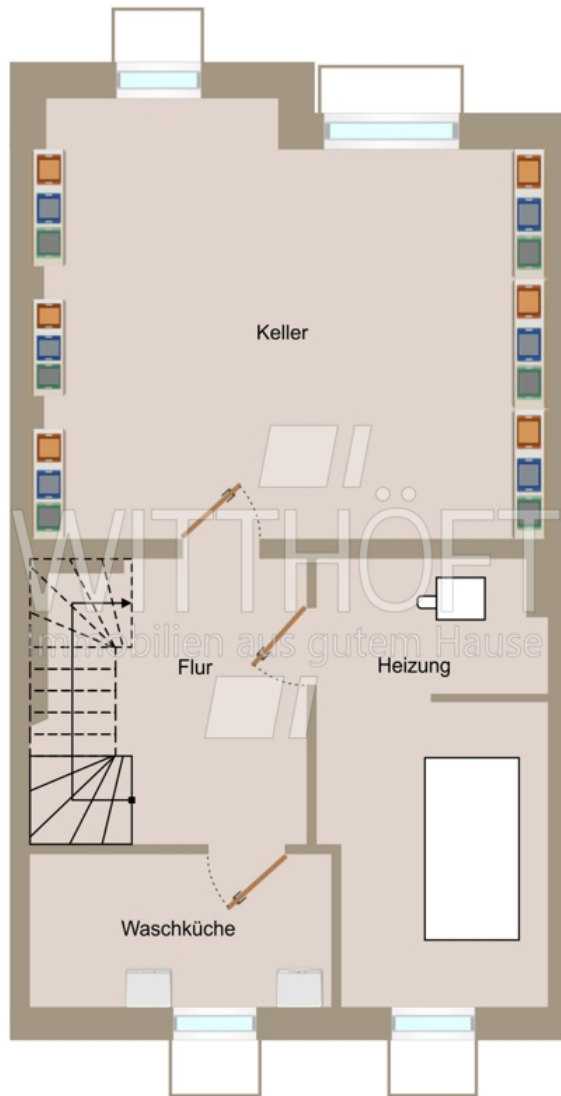 Keller
WITTHÖFT
Immobilien aus gutem Hause
Flur
Heizung
Waschküche